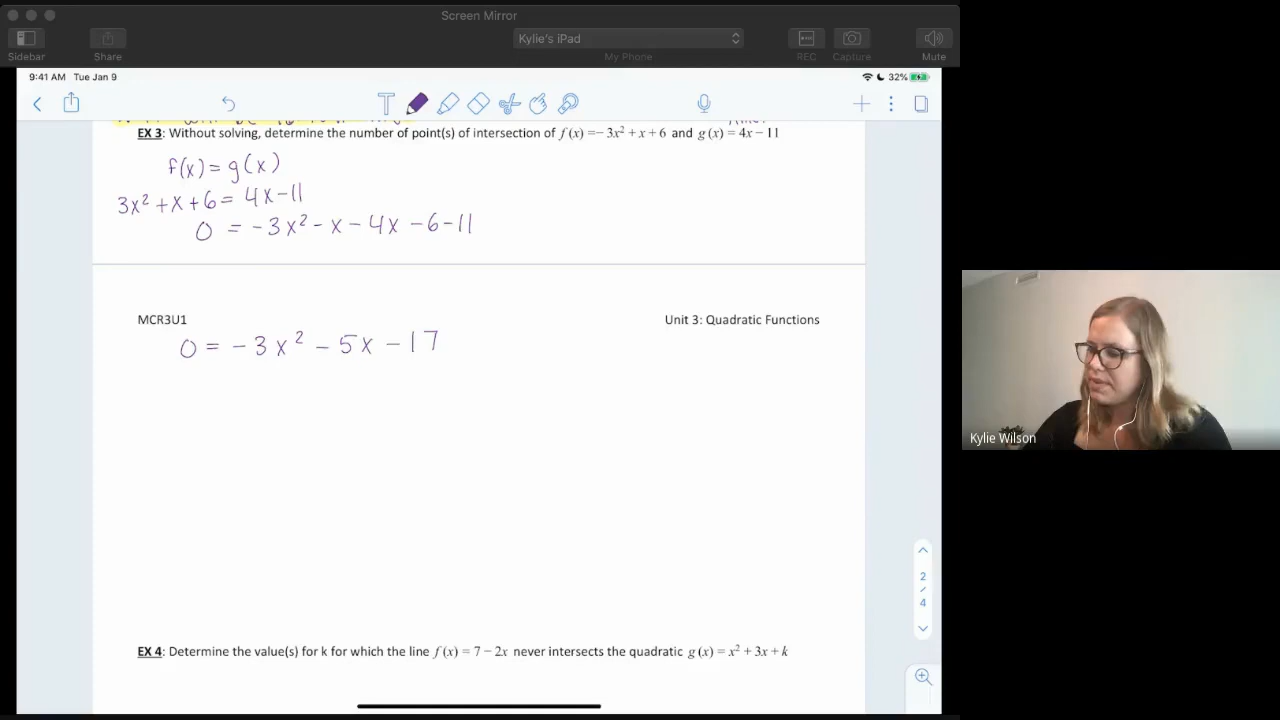 Screen Mirror
Sidebar
Share
Kylie's iPad
My Phone
REC
Capture
Mute
9:41 AM Tue Jan 9
32%
EX 3: Without solving, determine the number of point(s) of intersection of f(x) =− 3x² + x + 6 and g(x) = 4x − 11
f(x) = g(x)
3x² + x + 6 = 4x − 11
0 = −3x² − x − 4x − 6 − 11
MCR3U1
Unit 3: Quadratic Functions
0 = −3x² − 5x − 17
2
/
4
Kylie Wilson
EX 4: Determine the value(s) for k for which the line f(x) = 7 − 2x never intersects the quadratic g(x) = x² + 3x + k